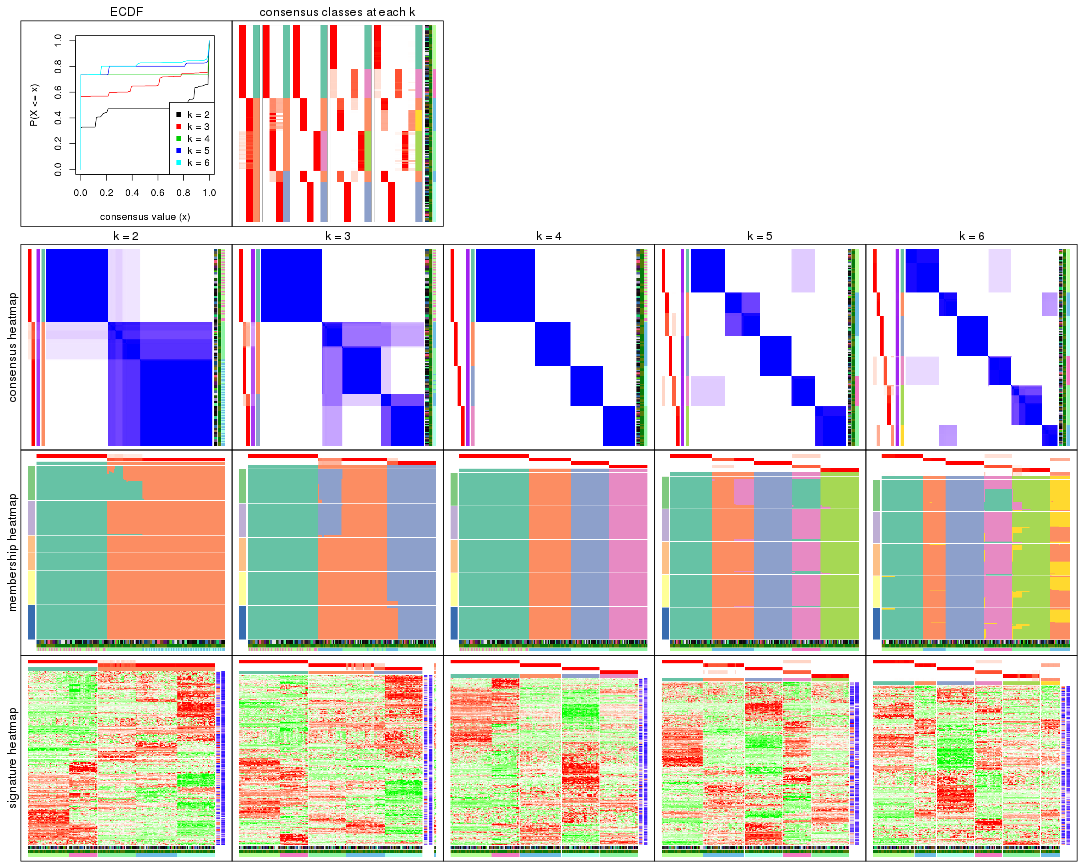 ECDF
consensus classes at each k
P(X <= x)
0.0
0.2
0.4
0.6
0.8
1.0
k = 2
k = 3
k = 4
k = 5
k = 6
0.0 0.2 0.4 0.6 0.8 1.0
consensus value (x)
k = 2
k = 3
k = 4
k = 5
k = 6
consensus heatmap
membership heatmap
signature heatmap